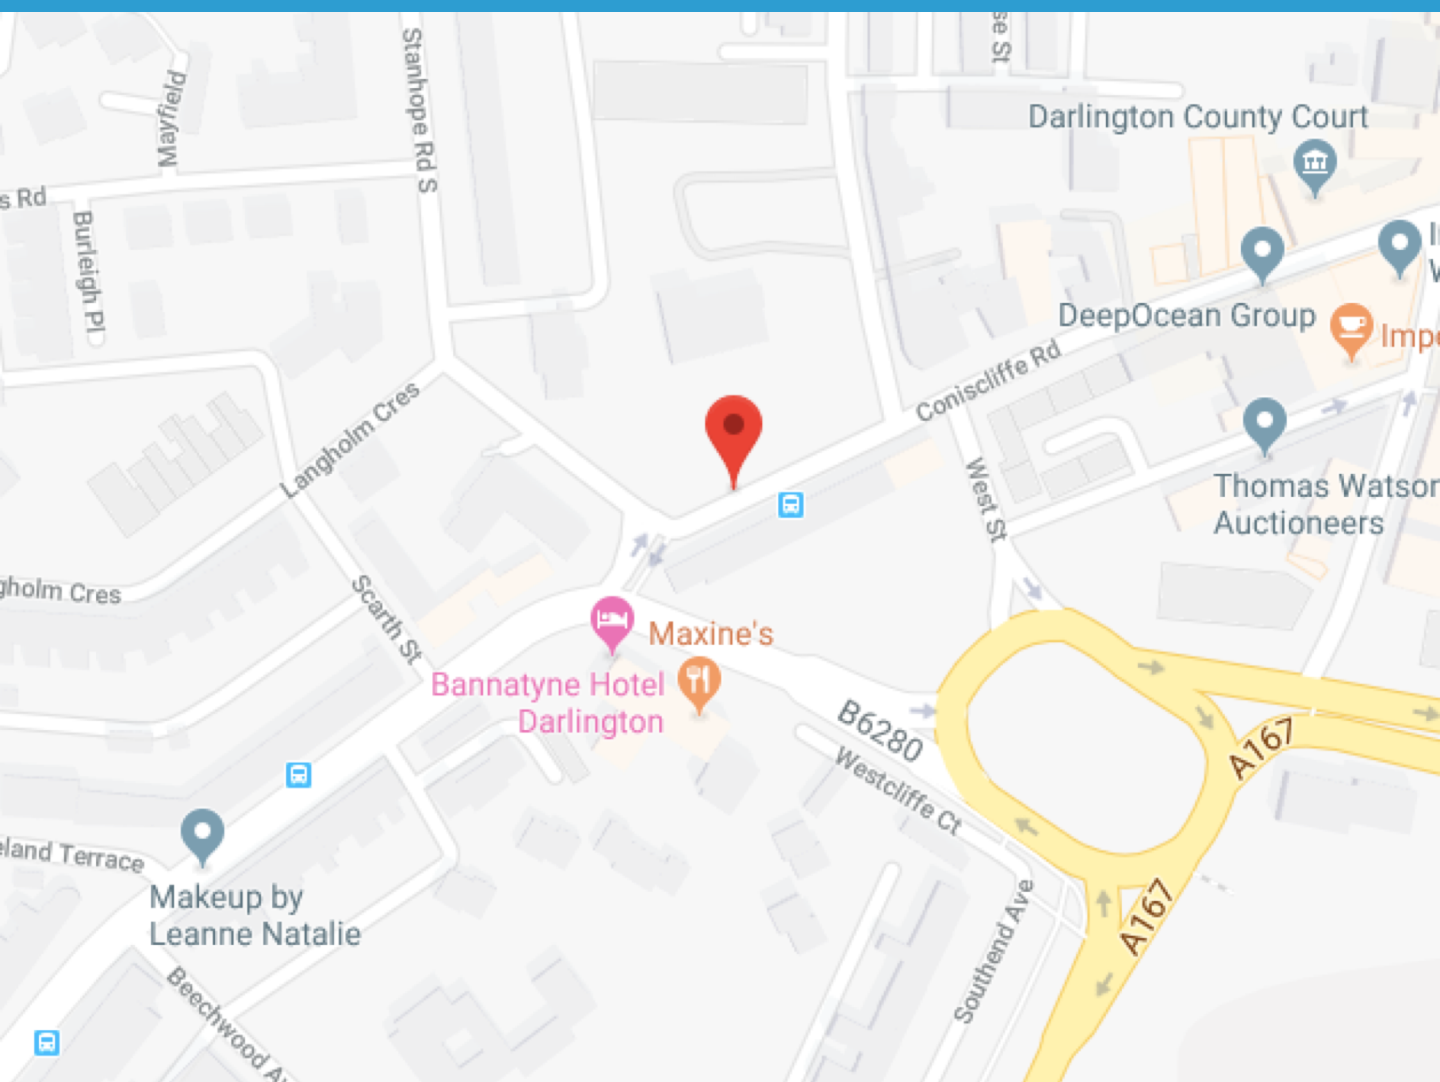 Stanhope Rd S
se St
Mayfield
Darlington County Court
s Rd
Burleigh Pl
DeepOcean Group
Coniscliffe Rd
Langholm Cres
West St
Thomas Watson
Auctioneers
gholm Cres
Scarth St
Maxine's
Bannatyne Hotel
Darlington
B6280
A167
Westcliffe Ct
eland Terrace
Makeup by
Leanne Natalie
A167
Southend Ave
Beechwood